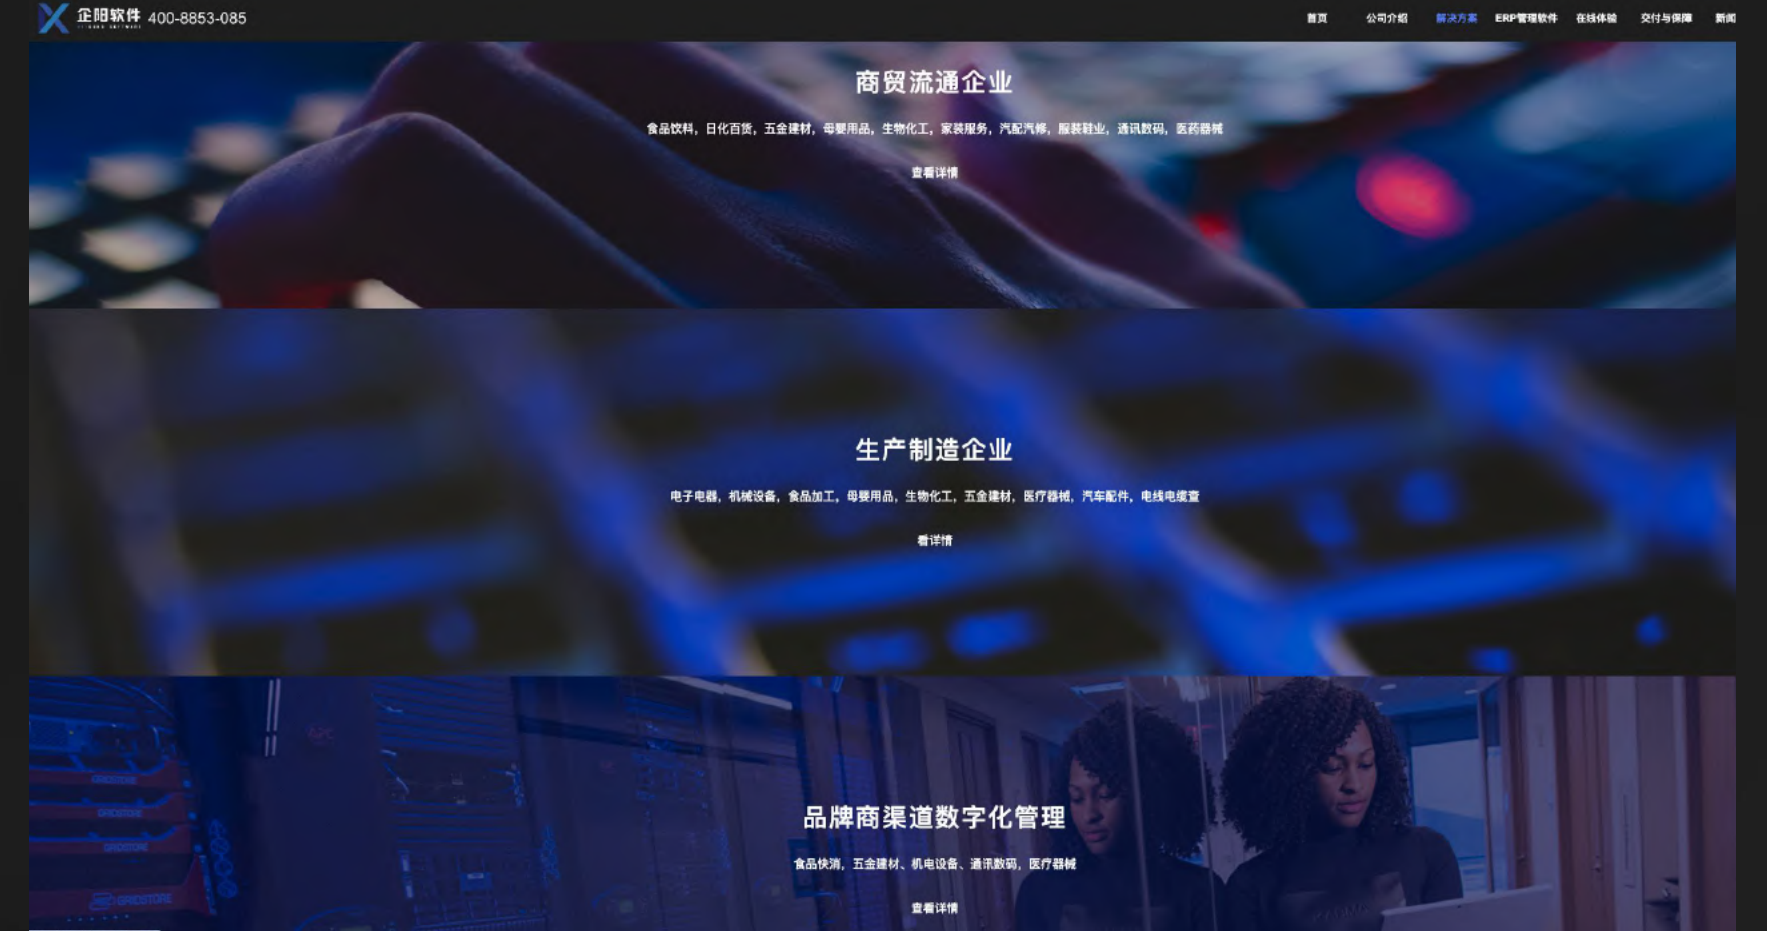 企阳软件 400-8853-085
首页 公司介绍 解决方案 ERP管理软件 在线体验 交付与保障 新闻
商贸流通企业
食品饮料，日化百货，五金建材，母婴用品，生物化工，家装服务，汽配汽修，服装鞋业，通讯数码，医药器械
查看详情
生产制造企业
电子电器，机械设备，食品加工，母婴用品，生物化工，五金建材，医疗器械，汽车配件，电线电缆查
看详情
品牌商渠道数字化管理
食品快消，五金建材、机电设备、通讯数码，医疗器械
查看详情
GRIDSTORE
GRIDSTORE
GRIDSTORE
GRIDSTORE